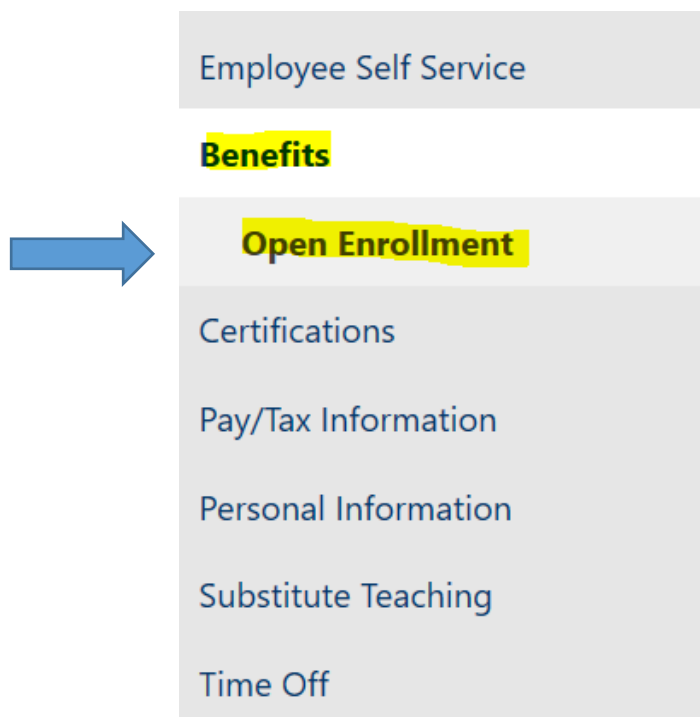 Employee Self Service
Benefits
Open Enrollment
Certifications
Pay/Tax Information
Personal Information
Substitute Teaching
Time Off